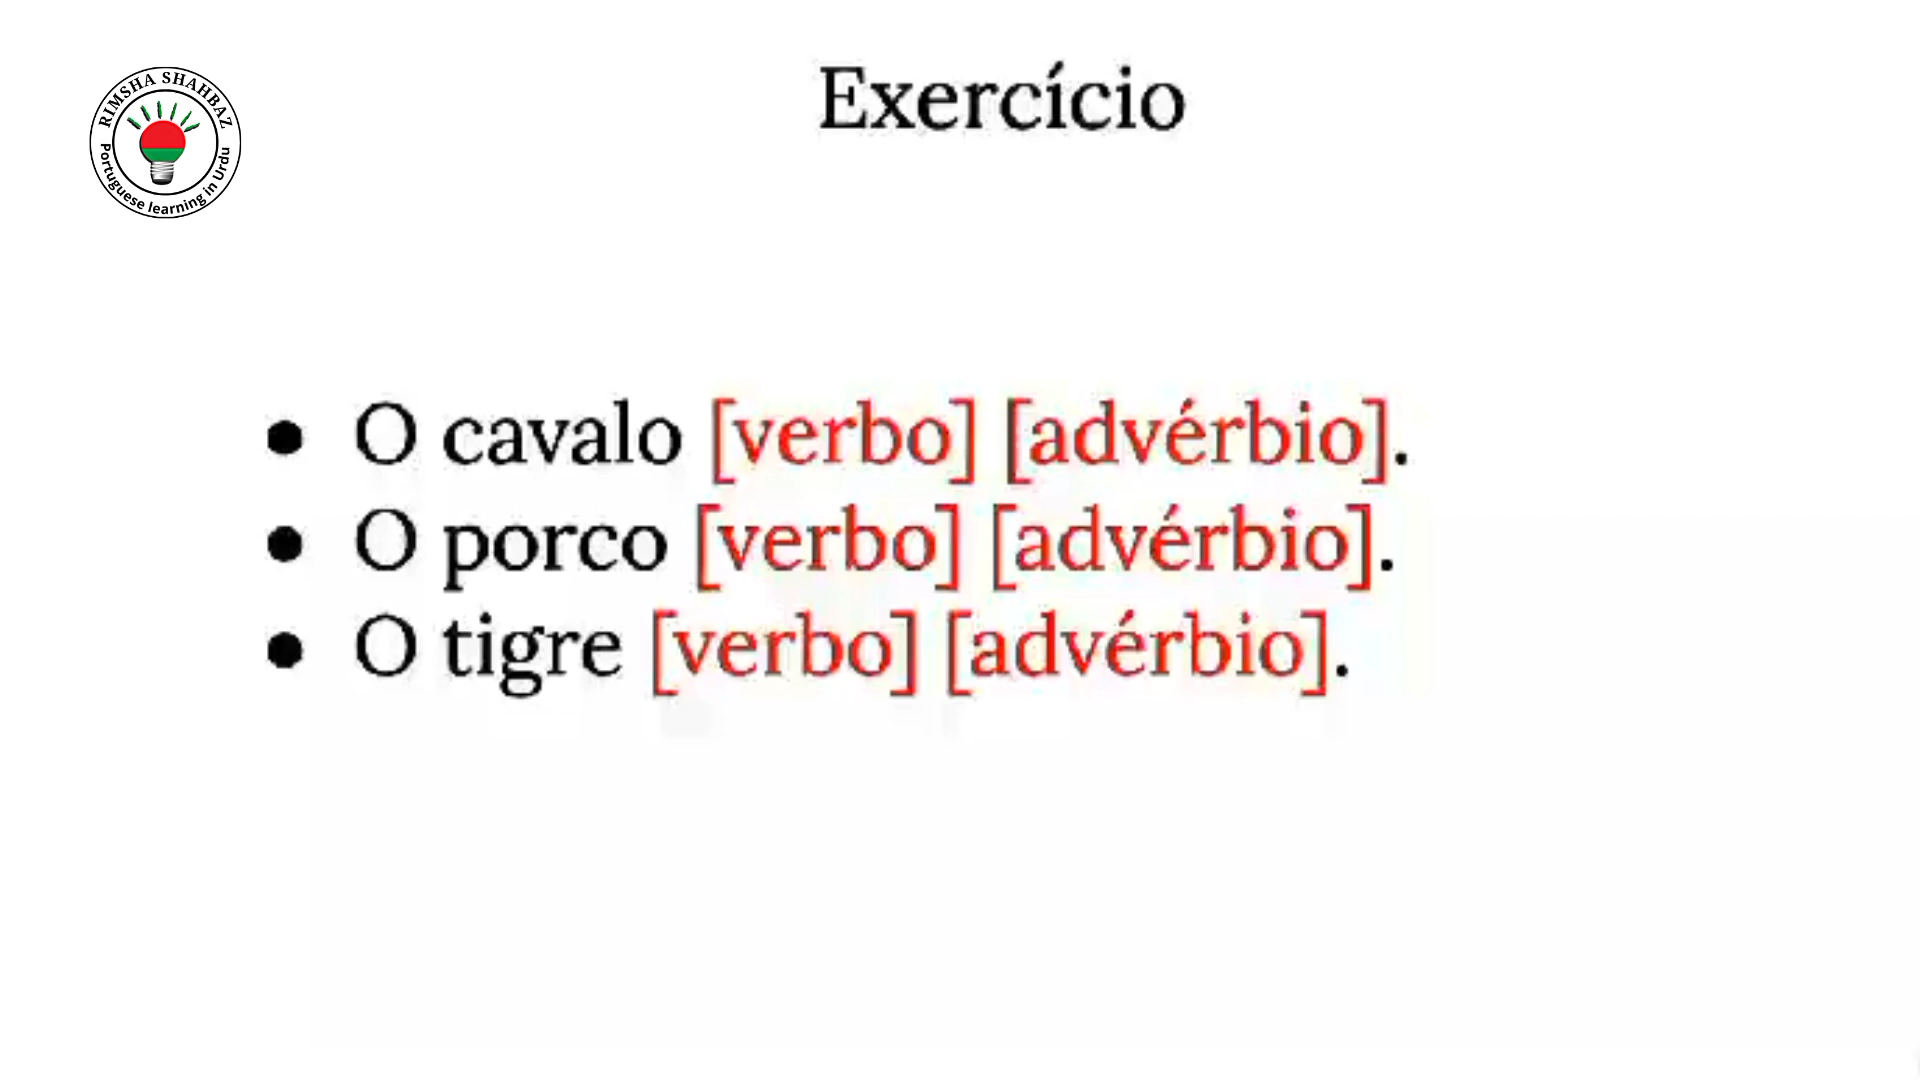 RIMSHA SHAHBAZ
Portuguese learning in Urdu
Exercício
● O cavalo [verbo] [advérbio].
● O porco [verbo] [advérbio].
● O tigre [verbo] [advérbio].